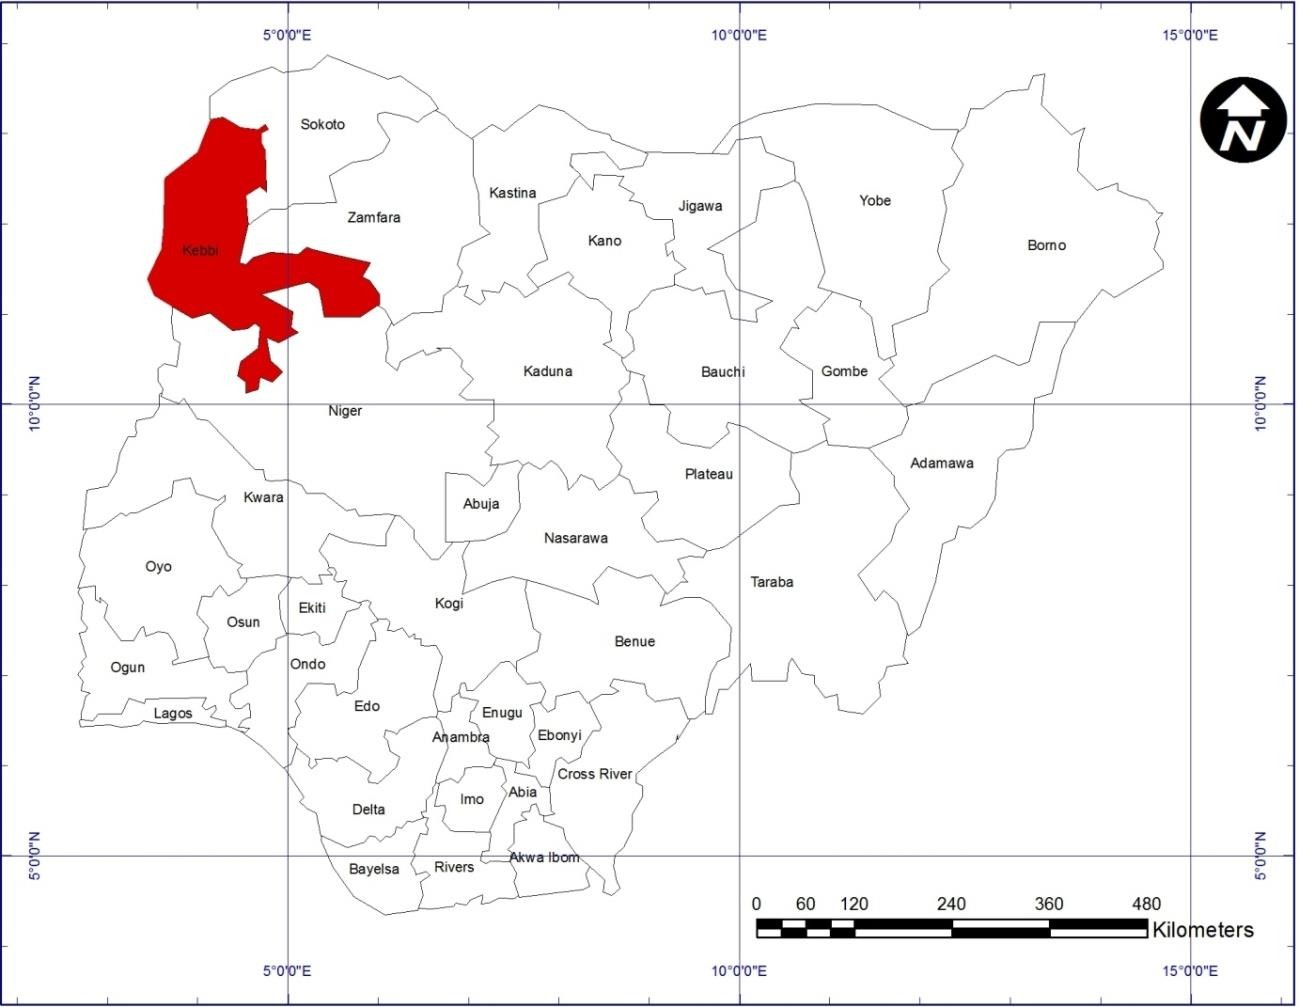 5°0'0"E 10°0'0"E 15°0'0"E
N
Sokoto
Kastina
Zamfara
Jigawa
Yobe
Kano
Borno
Kebbi
Kaduna
Bauchi
Gombe
10°0'0"N
10°0'0"N
Niger
Adamawa
Plateau
Kwara
Abuja
Nasarawa
Oyo
Taraba
Kogi
Ekiti
Osun
Benue
Ondo
Ogun
Edo
Enugu
Lagos
Anambra
Ebonyi
Cross River
Abia
Imo
Delta
5°0'0"N
5°0'0"N
Akwa Ibom
Rivers
Bayelsa
0 60 120 240 360 480
Kilometers
5°0'0"E 10°0'0"E 15°0'0"E